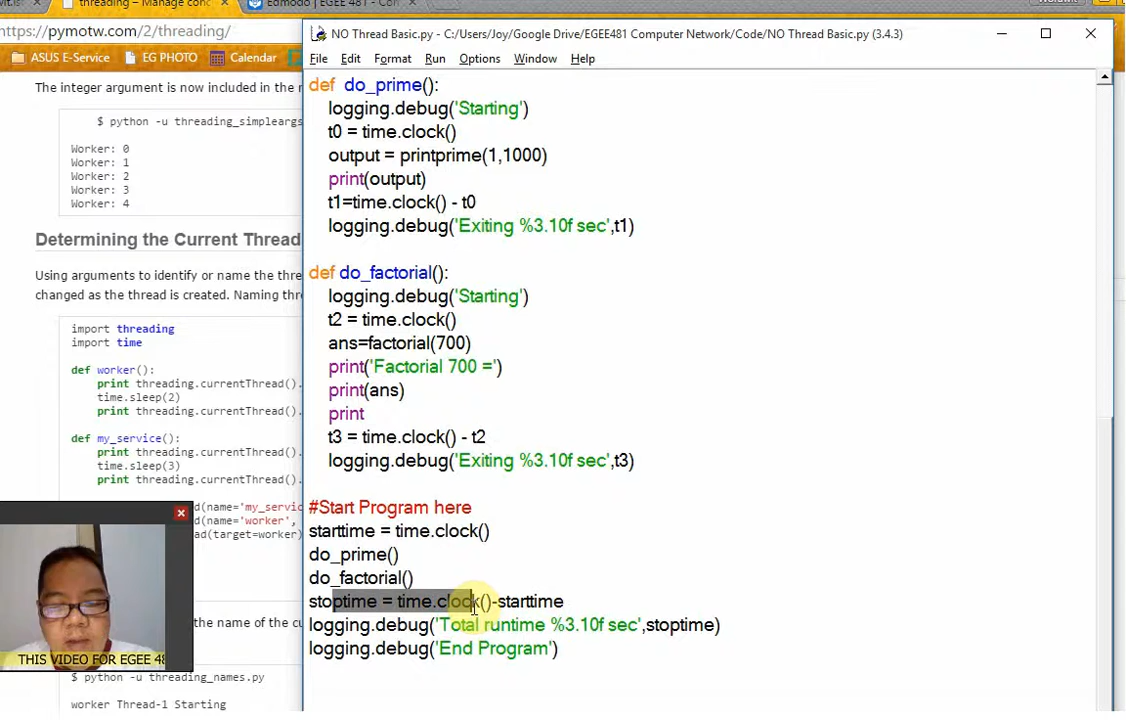 threading – Manage conc
Edmodo | EGEE 481 - Con
https://pymotw.com/2/threading/
ASUS E-Service
EG PHOTO
Calendar
The integer argument is now included in the
$ python -u threading_simpleargs
Worker: 0
Worker: 1
Worker: 2
Worker: 3
Worker: 4
Determining the Current Thread
Using arguments to identify or name the
changed as the thread is created. Naming
import threading
import time
def worker():
print threading.currentThread().
time.sleep(2)
print threading.currentThread().
def my_service():
print threading.currentThread().
time.sleep(3)
print threading.currentThread().
d(name='my_servic
d(name='worker',
ad(target=worker)
the name of the cu
$ python -u threading_names.py
worker Thread-1 Starting
THIS VIDEO FOR EGEE 48
NO Thread Basic.py - C:/Users/Joy/Google Drive/EGEE481 Computer Network/Code/NO Thread Basic.py (3.4.3)
File Edit Format Run Options Window Help
def do_prime():
logging.debug('Starting')
t0 = time.clock()
output = printprime(1,1000)
print(output)
t1=time.clock() - t0
logging.debug('Exiting %3.10f sec',t1)
def do_factorial():
logging.debug('Starting')
t2 = time.clock()
ans=factorial(700)
print('Factorial 700 =')
print(ans)
print
t3 = time.clock() - t2
logging.debug('Exiting %3.10f sec',t3)
#Start Program here
starttime = time.clock()
do_prime()
do_factorial()
stoptime = time.clock()-starttime
logging.debug('Total runtime %3.10f sec',stoptime)
logging.debug('End Program')